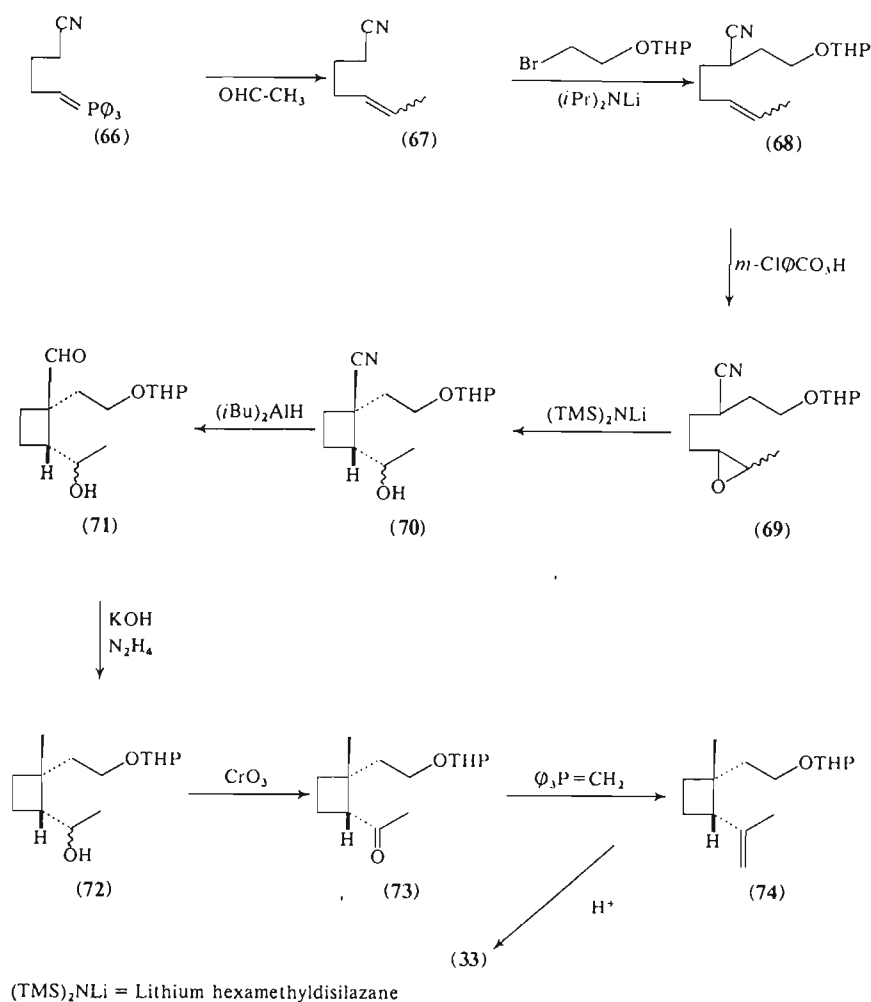 CN
PØ₃
(66)
OHC-CH₃
CN
(67)
Br
OTHP
(iPr)₂NLi
CN
OTHP
(68)
m-ClØCO₃H
CHO
OTHP
H
OH
(71)
(iBu)₂AlH
CN
OTHP
H
OH
(70)
(TMS)₂NLi
CN
OTHP
O
(69)
KOH
N₂H₄
OTHP
H
OH
(72)
CrO₃
OTHP
H
O
(73)
Ø₃P=CH₂
OTHP
H
(74)
H⁺
(33)
(TMS)₂NLi = Lithium hexamethyldisilazane